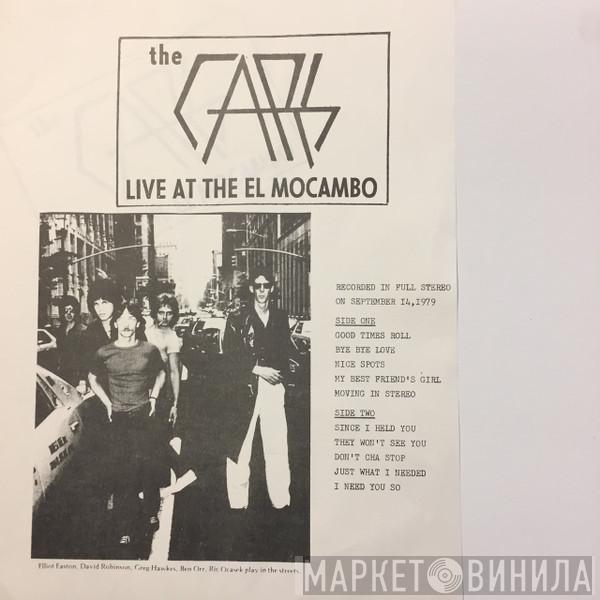 the
CARS
LIVE AT THE EL MOCAMBO
RECORDED IN FULL STEREO
ON SEPTEMBER 14,1979
SIDE ONE
GOOD TIMES ROLL
BYE BYE LOVE
NICE SPOTS
MY BEST FRIEND'S GIRL
MOVING IN STEREO
SIDE TWO
SINCE I HELD YOU
THEY WON'T SEE YOU
DON'T CHA STOP
JUST WHAT I NEEDED
I NEED YOU SO
Elliot Easton, David Robinson, Greg Hawkes, Ben Orr, Ric Ocasek play in the streets.
МАРКЕТ ВИНИЛА